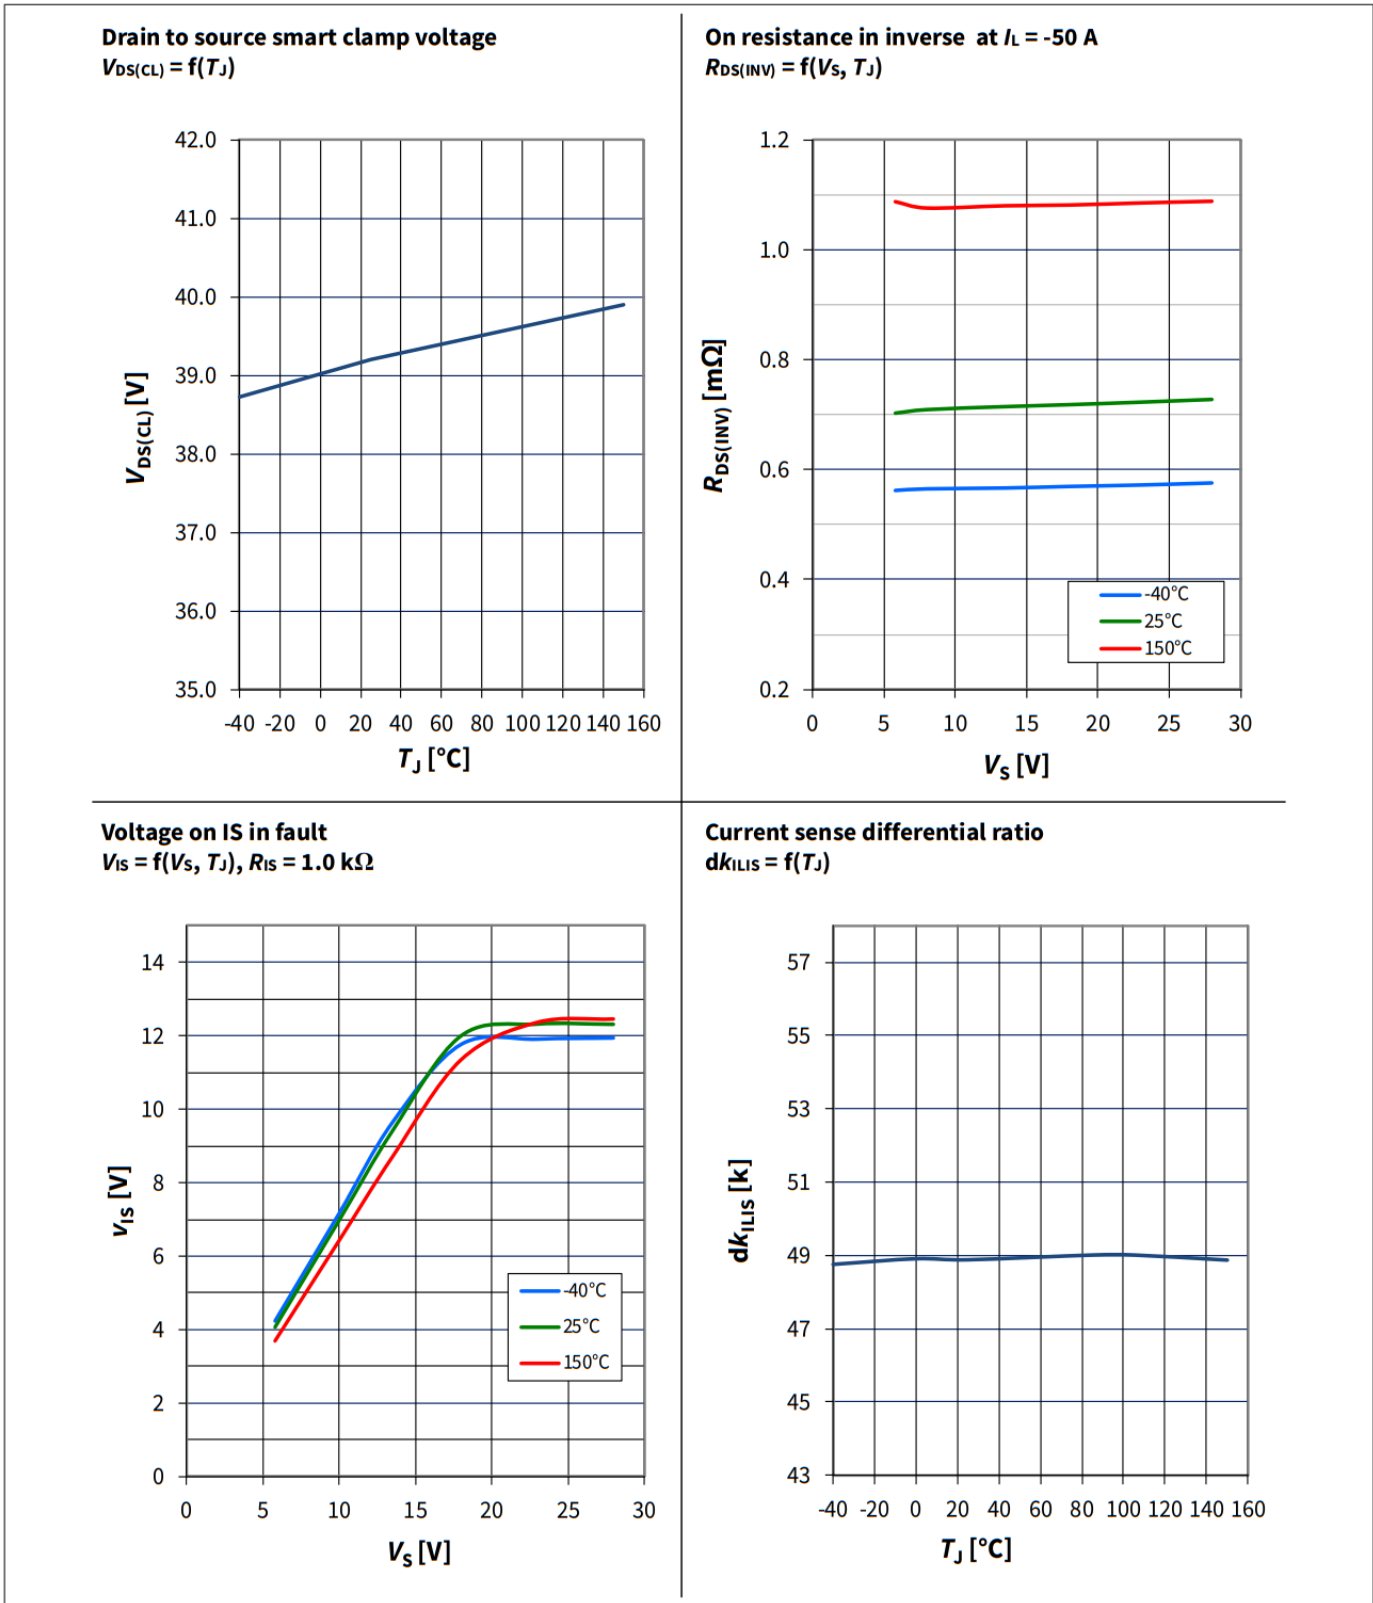 Drain to source smart clamp voltage
VDS(CL) = f(TJ)
42.0
41.0
40.0
39.0
38.0
37.0
36.0
35.0
-40 -20 0 20 40 60 80 100 120 140 160
VDS(CL) [V]
TJ [°C]
On resistance in inverse at IL = -50 A
RDS(INV) = f(VS, TJ)
1.2
1.0
0.8
0.6
0.4
0.2
0 5 10 15 20 25 30
RDS(INV) [mΩ]
VS [V]
-40°C
25°C
150°C
Voltage on IS in fault
VIS = f(VS, TJ), RIS = 1.0 kΩ
14
12
10
8
6
4
2
0
0 5 10 15 20 25 30
vIS [V]
VS [V]
-40°C
25°C
150°C
Current sense differential ratio
dkILIS = f(TJ)
57
55
53
51
49
47
45
43
-40 -20 0 20 40 60 80 100 120 140 160
dkILIS [k]
TJ [°C]